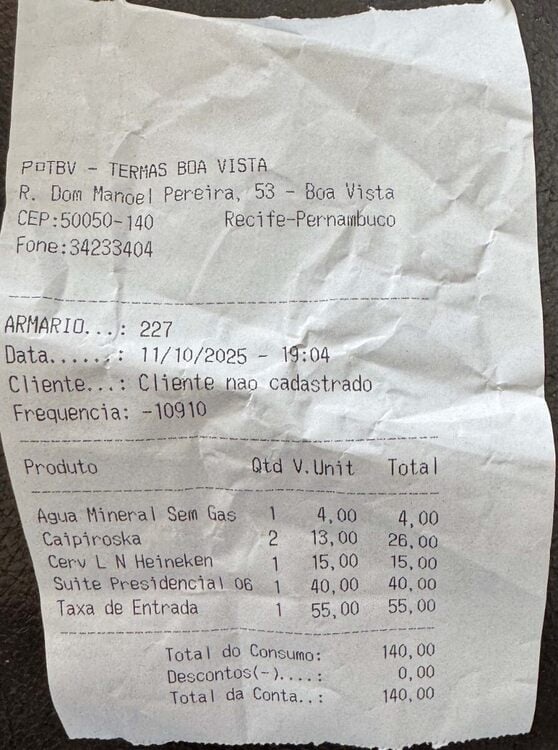 P¤TBV - TERMAS BOA VISTA
R. Dom Manoel Pereira, 53 - Boa Vista
CEP:50050-140 Recife-Pernambuco
Fone:34233404
ARMARIO...: 227
Data......: 11/10/2025 - 19:04
Cliente...: Cliente nao cadastrado
Frequencia: -10910
Produto Qtd V.Unit Total
Agua Mineral Sem Gas 1 4,00 4,00
Caipiroska 2 13,00 26,00
Cerv L N Heineken 1 15,00 15,00
Suite Presidencial 06 1 40,00 40,00
Taxa de Entrada 1 55,00 55,00
Total do Consumo: 140,00
Descontos(-)....: 0,00
Total da Conta..: 140,00